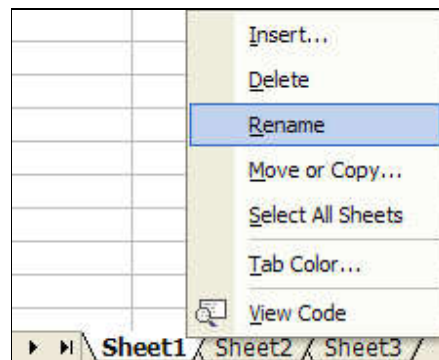 Insert...
Delete
Rename
Move or Copy...
Select All Sheets
Tab Color...
View Code
Sheet1 Sheet2 Sheet3